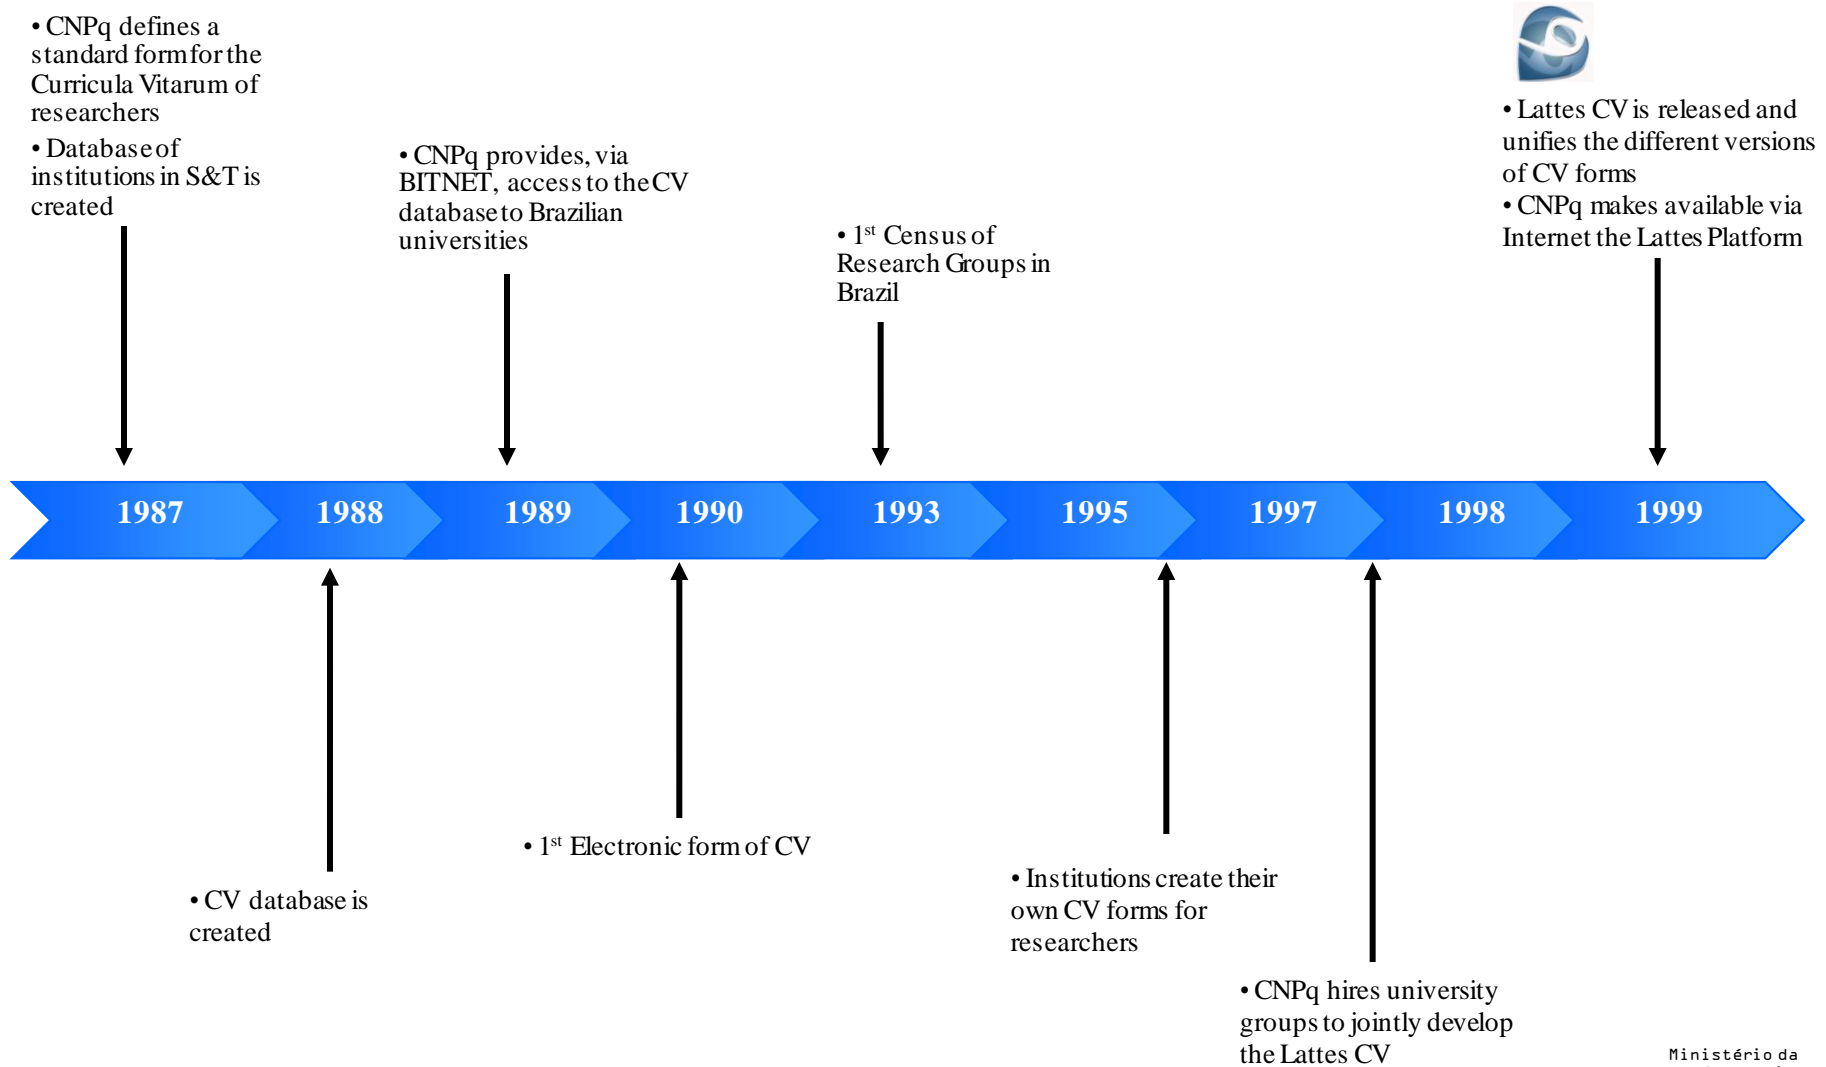 • CNPq defines a
standard form for the
Curricula Vitarum of
researchers
• Database of
institutions in S&T is
created
• CNPq provides, via
BITNET, access to the CV
database to Brazilian
universities
• 1st Census of
Research Groups in
Brazil
• Lattes CV is released and
unifies the different versions
of CV forms
• CNPq makes available via
Internet the Lattes Platform
1987 1988 1989 1990 1993 1995 1997 1998 1999
• CV database is
created
• 1st Electronic form of CV
• Institutions create their
own CV forms for
researchers
• CNPq hires university
groups to jointly develop
the Lattes CV
Ministério da